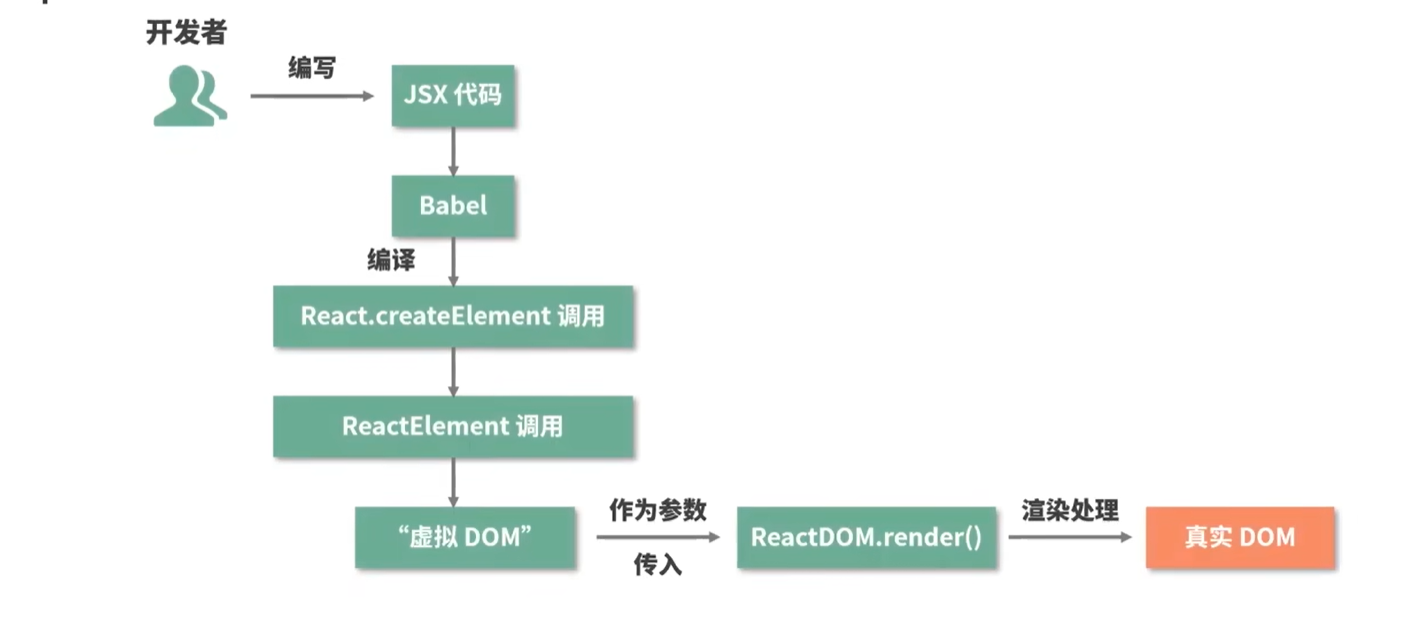 开发者
编写
JSX 代码
Babel
编译
React.createElement 调用
ReactElement 调用
“虚拟 DOM”
作为参数
传入
ReactDOM.render()
渲染处理
真实 DOM